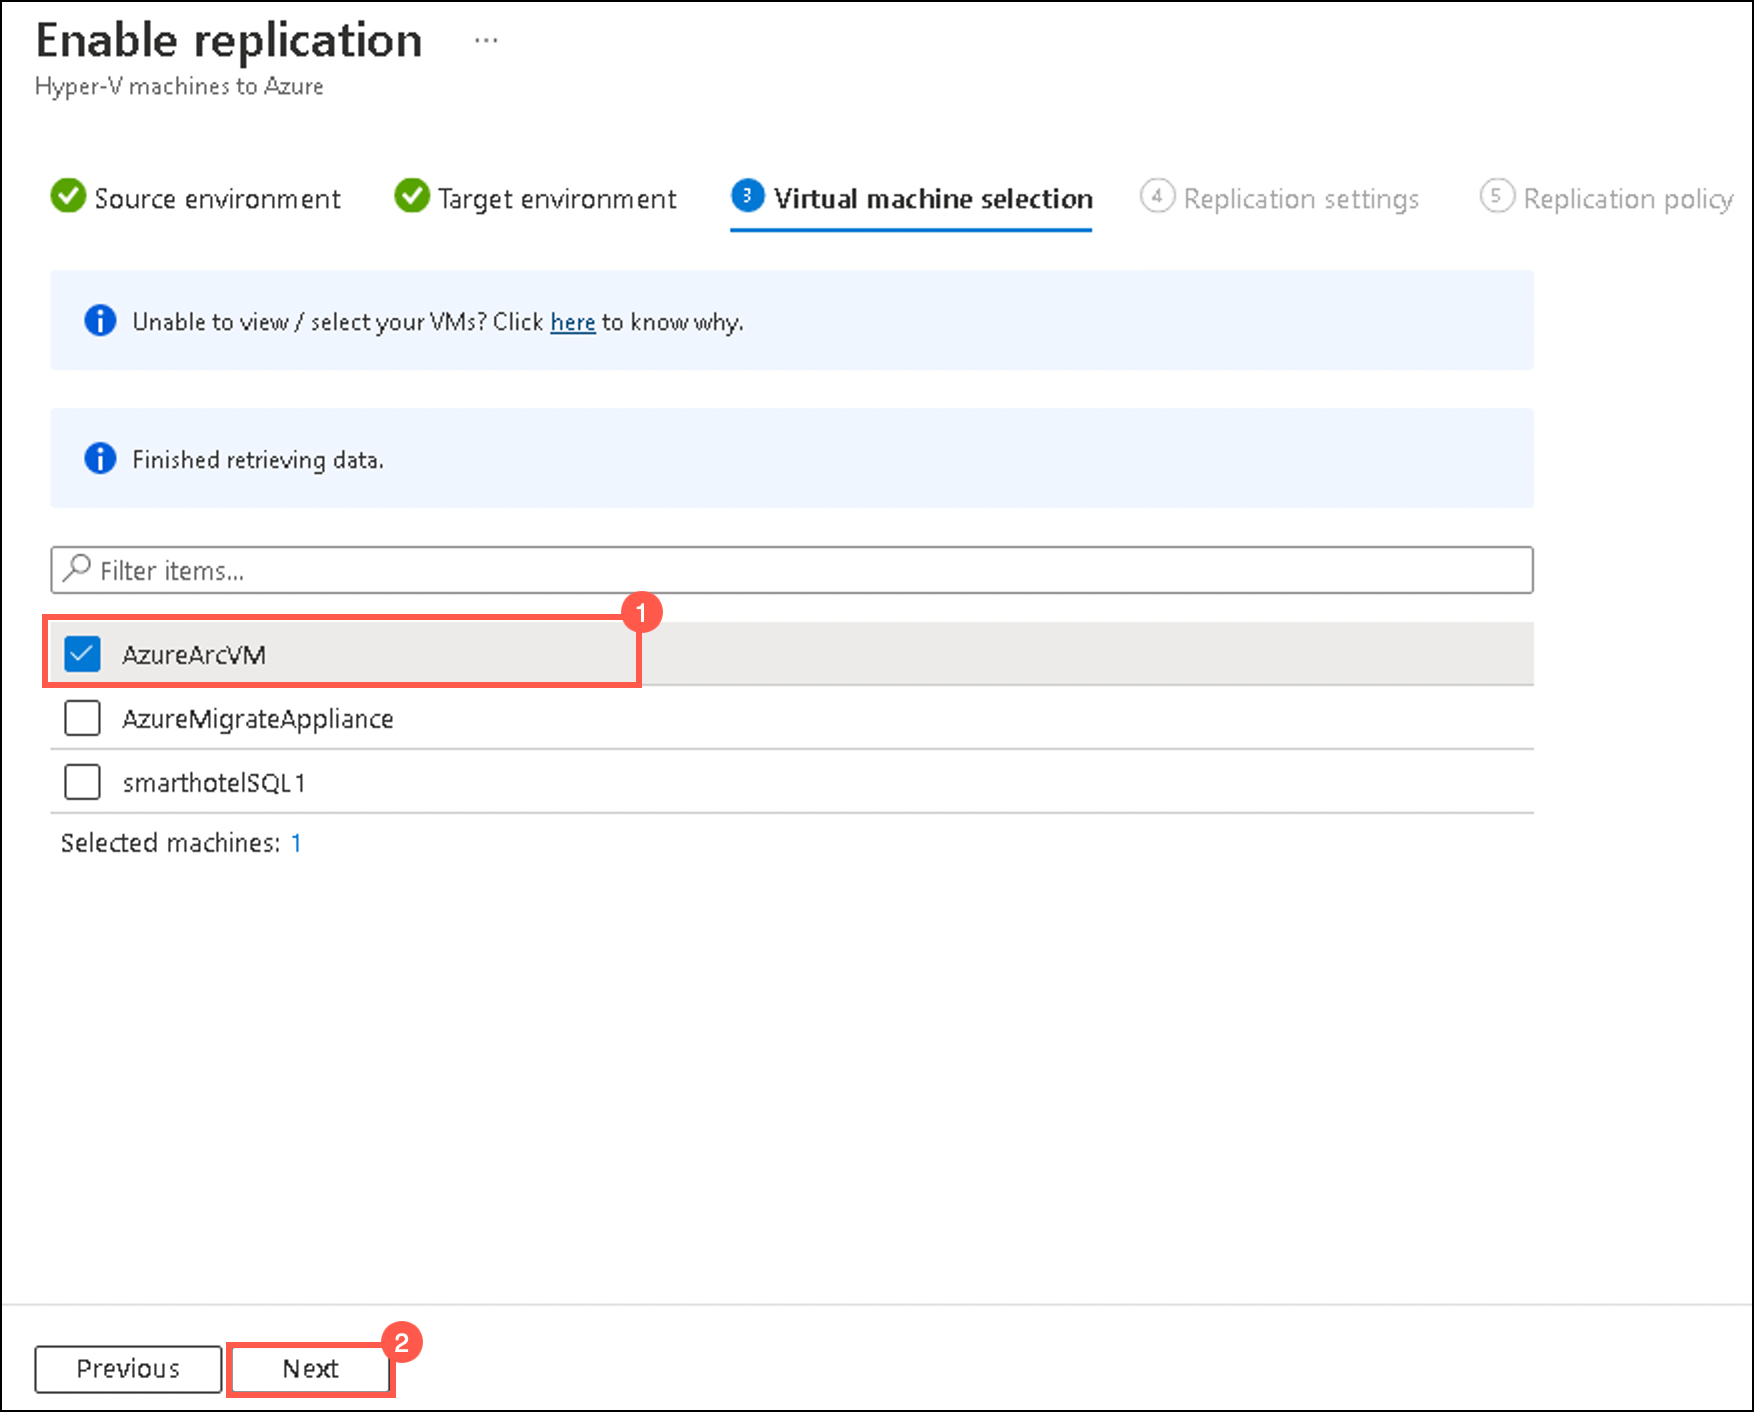 Enable replication ...
Hyper-V machines to Azure
Source environment Target environment 3 Virtual machine selection 4 Replication settings 5 Replication policy
Unable to view / select your VMs? Click here to know why.
Finished retrieving data.
Filter items...
1
AzureArcVM
AzureMigrateAppliance
smarthotelSQL1
Selected machines: 1
2
Previous Next